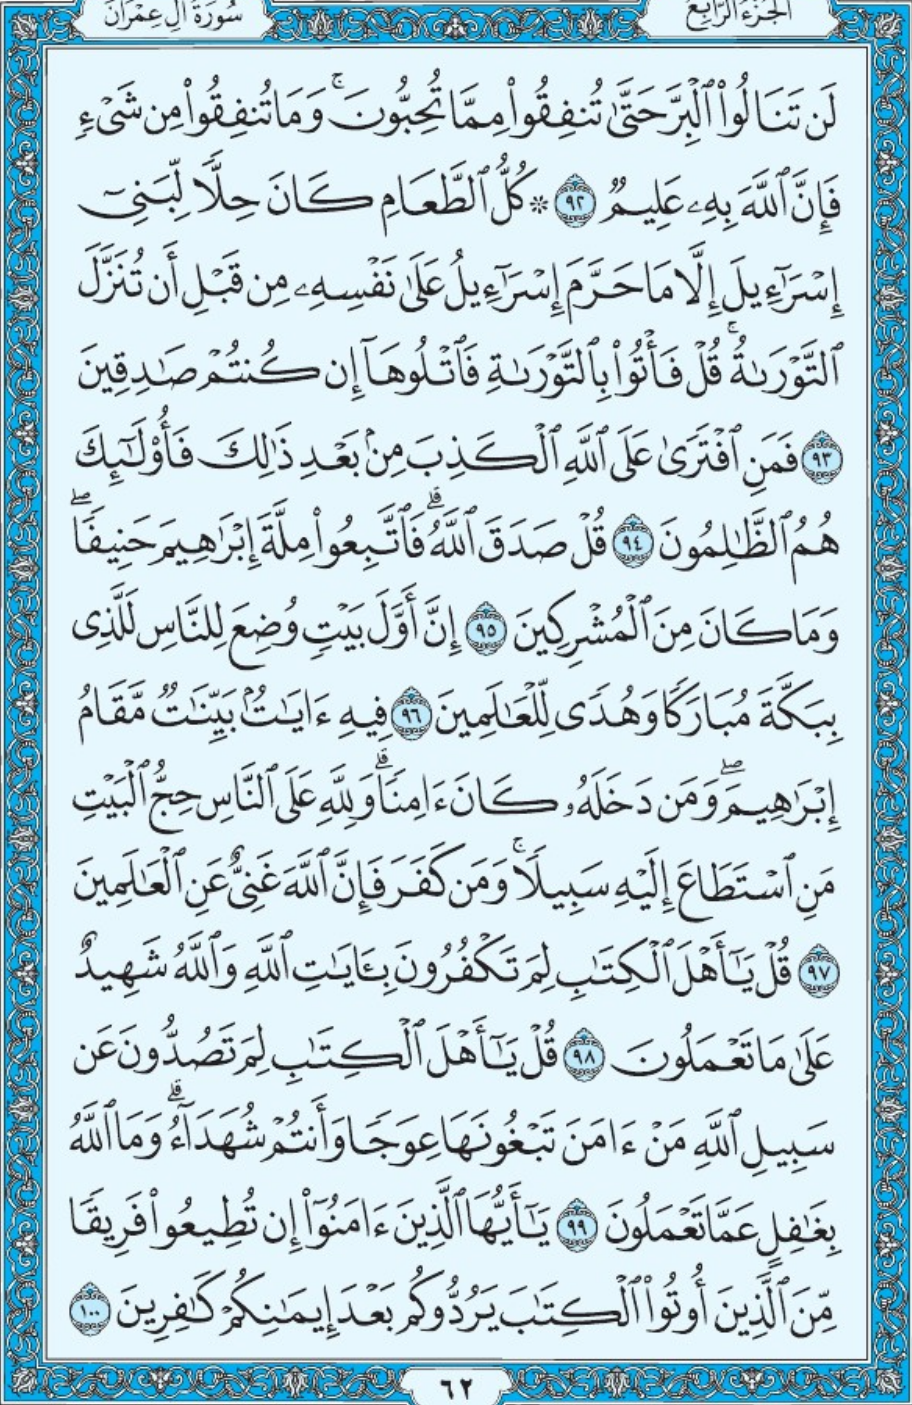 سُورَةُ آلِ عِمْرَانَ
الجُزْءُ الرَّابِعُ
لَن تَنَالُوا۟ ٱلْبِرَّ حَتَّىٰ تُنفِقُوا۟ مِمَّا تُحِبُّونَ ۚ وَمَا تُنفِقُوا۟ مِن شَىْءٍ
فَإِنَّ ٱللَّهَ بِهِۦ عَلِيمٌ ٩٢ ۞ كُلُّ ٱلطَّعَامِ كَانَ حِلًّا لِّبَنِىٓ
إِسْرَٰٓءِيلَ إِلَّا مَا حَرَّمَ إِسْرَٰٓءِيلُ عَلَىٰ نَفْسِهِۦ مِن قَبْلِ أَن تُنَزَّلَ
ٱلتَّوْرَىٰةُ ۗ قُلْ فَأْتُوا۟ بِٱلتَّوْرَىٰةِ فَٱتْلُوهَآ إِن كُنتُمْ صَٰدِقِينَ
٩٣ فَمَنِ ٱفْتَرَىٰ عَلَى ٱللَّهِ ٱلْكَذِبَ مِنۢ بَعْدِ ذَٰلِكَ فَأُو۟لَٰٓئِكَ
هُمُ ٱلظَّٰلِمُونَ ٩٤ قُلْ صَدَقَ ٱللَّهُ ۗ فَٱتَّبِعُوا۟ مِلَّةَ إِبْرَٰهِيمَ حَنِيفًا ۖ
وَمَا كَانَ مِنَ ٱلْمُشْرِكِينَ ٩٥ إِنَّ أَوَّلَ بَيْتٍ وُضِعَ لِلنَّاسِ لَلَّذِى
بِبَكَّةَ مُبَارَكًا وَهُدًى لِّلْعَٰلَمِينَ ٩٦ فِيهِ ءَايَٰتٌۢ بَيِّنَٰتٌ مَّقَامُ
إِبْرَٰهِيمَ ۖ وَمَن دَخَلَهُۥ كَانَ ءَامِنًا ۗ وَلِلَّهِ عَلَى ٱلنَّاسِ حِجُّ ٱلْبَيْتِ
مَنِ ٱسْتَطَاعَ إِلَيْهِ سَبِيلًا ۚ وَمَن كَفَرَ فَإِنَّ ٱللَّهَ غَنِىٌّ عَنِ ٱلْعَٰلَمِينَ
٩٧ قُلْ يَٰٓأَهْلَ ٱلْكِتَٰبِ لِمَ تَكْفُرُونَ بِـَٔايَٰتِ ٱللَّهِ وَٱللَّهُ شَهِيدٌ
عَلَىٰ مَا تَعْمَلُونَ ٩٨ قُلْ يَٰٓأَهْلَ ٱلْكِتَٰبِ لِمَ تَصُدُّونَ عَن
سَبِيلِ ٱللَّهِ مَنْ ءَامَنَ تَبْغُونَهَا عِوَجًا وَأَنتُمْ شُهَدَآءُ ۗ وَمَا ٱللَّهُ
بِغَٰفِلٍ عَمَّا تَعْمَلُونَ ٩٩ يَٰٓأَيُّهَا ٱلَّذِينَ ءَامَنُوٓا۟ إِن تُطِيعُوا۟ فَرِيقًا
مِّنَ ٱلَّذِينَ أُوتُوا۟ ٱلْكِتَٰبَ يَرُدُّوكُم بَعْدَ إِيمَٰنِكُمْ كَٰفِرِينَ ١٠٠
٦٢